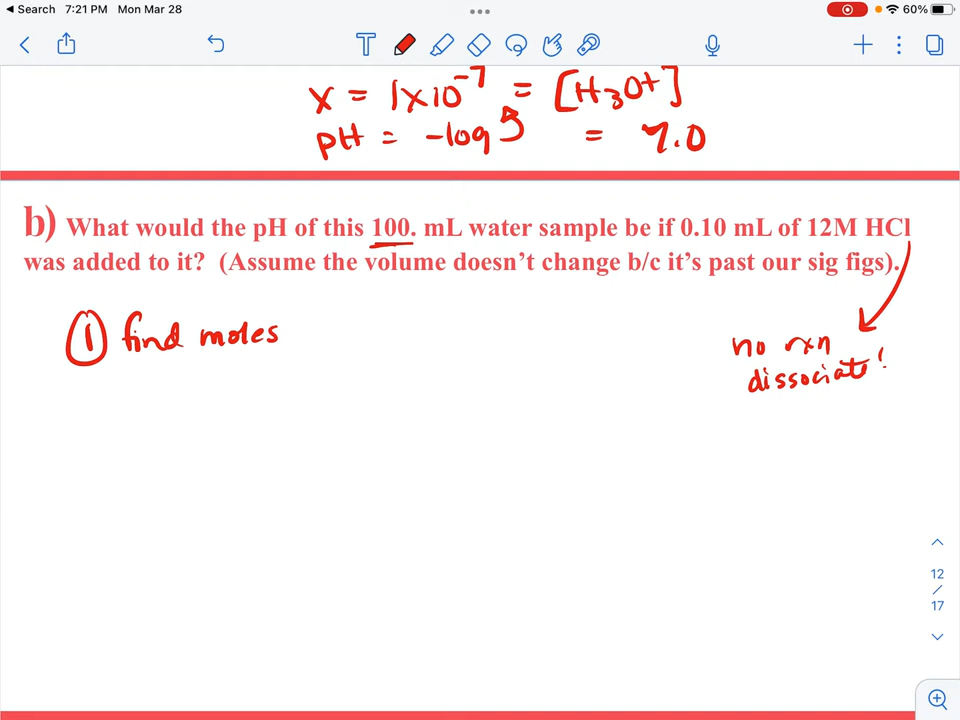 Search 7:21 PM Mon Mar 28 60%
x = 1x10⁻⁷ = [H₃O+]
pH = -log = 7.0
b) What would the pH of this 100. mL water sample be if 0.10 mL of 12M HCl
was added to it? (Assume the volume doesn't change b/c it's past our sig figs).
① find moles
no rxn
dissociate!
12
/
17